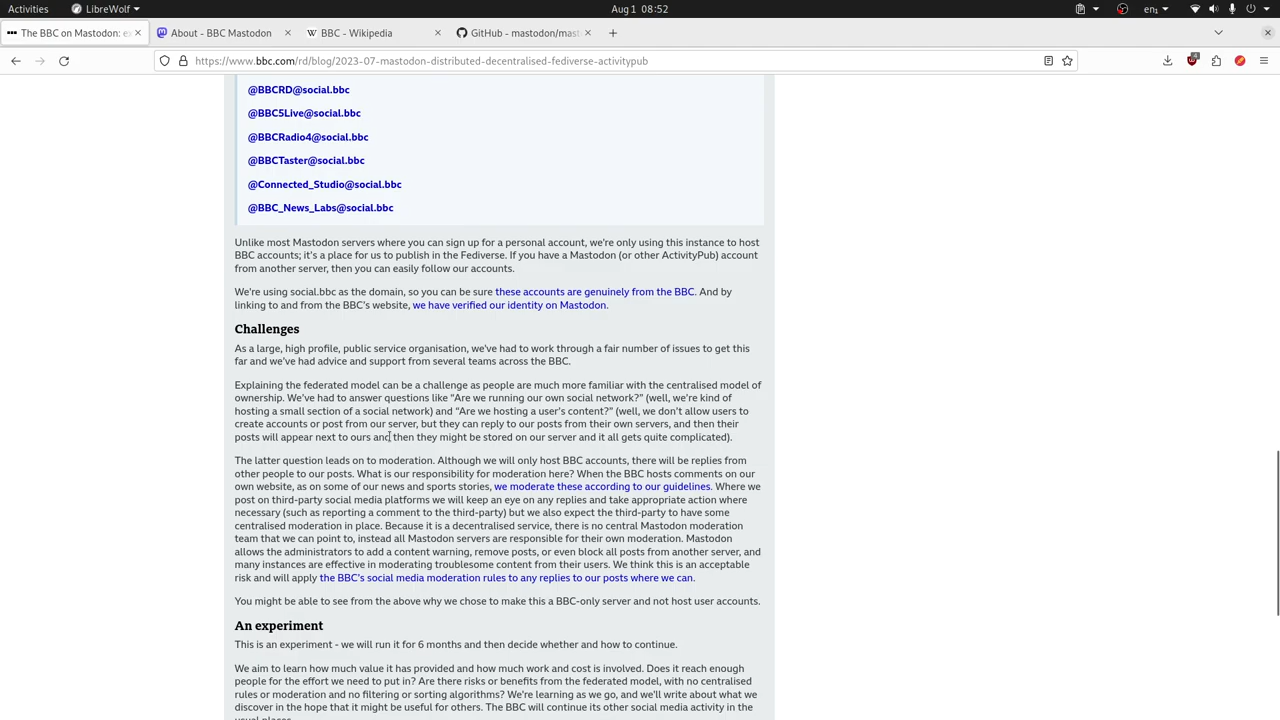 Activities
LibreWolf
Aug 1 08:52
en1
The BBC on Mastodon: ex
About - BBC Mastodon
BBC - Wikipedia
GitHub - mastodon/mast
https://www.bbc.com/rd/blog/2023-07-mastodon-distributed-decentralised-fediverse-activitypub
4
@BBCRD@social.bbc
@BBC5Live@social.bbc
@BBCRadio4@social.bbc
@BBCTaster@social.bbc
@Connected_Studio@social.bbc
@BBC_News_Labs@social.bbc
Unlike most Mastodon servers where you can sign up for a personal account, we're only using this instance to host
BBC accounts; it's a place for us to publish in the Fediverse. If you have a Mastodon (or other ActivityPub) account
from another server, then you can easily follow our accounts.
We're using social.bbc as the domain, so you can be sure these accounts are genuinely from the BBC. And by
linking to and from the BBC's website, we have verified our identity on Mastodon.
Challenges
As a large, high profile, public service organisation, we've had to work through a fair number of issues to get this
far and we've had advice and support from several teams across the BBC.
Explaining the federated model can be a challenge as people are much more familiar with the centralised model of
ownership. We've had to answer questions like “Are we running our own social network?” (well, we're kind of
hosting a small section of a social network) and “Are we hosting a user's content?” (well, we don't allow users to
create accounts or post from our server, but they can reply to our posts from their own servers, and then their
posts will appear next to ours and then they might be stored on our server and it all gets quite complicated).
The latter question leads on to moderation. Although we will only host BBC accounts, there will be replies from
other people to our posts. What is our responsibility for moderation here? When the BBC hosts comments on our
own website, as on some of our news and sports stories, we moderate these according to our guidelines. Where we
post on third-party social media platforms we will keep an eye on any replies and take appropriate action where
necessary (such as reporting a comment to the third-party) but we also expect the third-party to have some
centralised moderation in place. Because it is a decentralised service, there is no central Mastodon moderation
team that we can point to, instead all Mastodon servers are responsible for their own moderation. Mastodon
allows the administrators to add a content warning, remove posts, or even block all posts from another server, and
many instances are effective in moderating troublesome content from their users. We think this is an acceptable
risk and will apply the BBC's social media moderation rules to any replies to our posts where we can.
You might be able to see from the above why we chose to make this a BBC-only server and not host user accounts.
An experiment
This is an experiment - we will run it for 6 months and then decide whether and how to continue.
We aim to learn how much value it has provided and how much work and cost is involved. Does it reach enough
people for the effort we need to put in? Are there risks or benefits from the federated model, with no centralised
rules or moderation and no filtering or sorting algorithms? We're learning as we go, and we'll write about what we
discover in the hope that it might be useful for others. The BBC will continue its other social media activity in the
usual places.